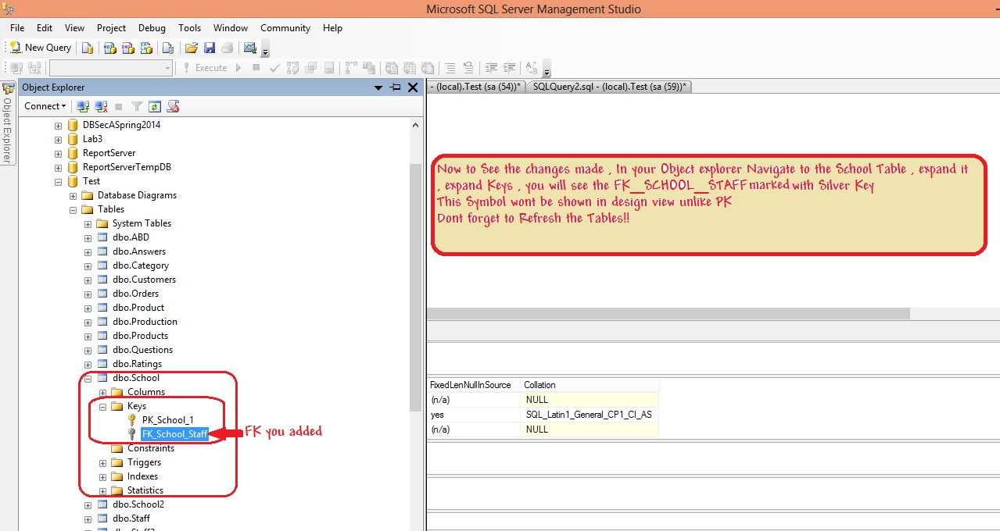 Microsoft SQL Server Management Studio
File Edit View Project Debug Tools Window Community Help
New Query
Execute
Object Explorer
Object Explorer
- (local).Test (sa (54))* SQLQuery2.sql - (local).Test (sa (59))*
Connect
DBSecASpring2014
Lab3
ReportServer
ReportServerTempDB
Test
Database Diagrams
Tables
System Tables
dbo.ABD
dbo.Answers
dbo.Category
dbo.Customers
dbo.Orders
dbo.Product
dbo.Production
dbo.Products
dbo.Questions
dbo.Ratings
dbo.School
Columns
Keys
PK_School_1
FK_School_Staff
FK you added
Constraints
Triggers
Indexes
Statistics
dbo.School2
dbo.Staff
Now to See the changes made , In your Object explorer Navigate to the School Table , expand it
, expand Keys , you will see the FK_SCHOOL_STAFF marked with Silver Key
This Symbol wont be shown in design view unlike PK
Dont forget to Refresh the Tables!!
FixedLenNullInSource Collation
(n/a) NULL
yes SQL_Latin1_General_CP1_CI_AS
(n/a) NULL